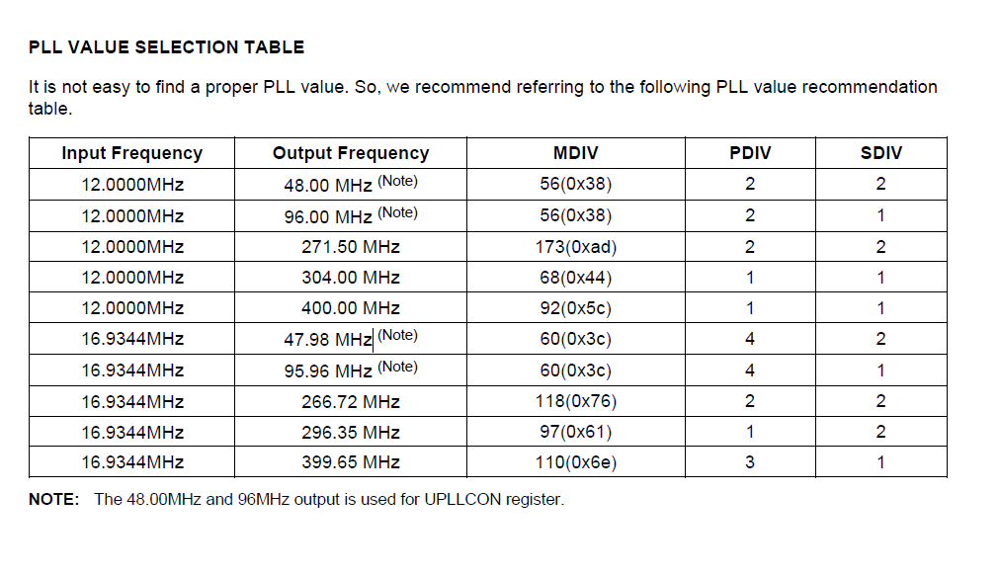 PLL VALUE SELECTION TABLE
It is not easy to find a proper PLL value. So, we recommend referring to the following PLL value recommendation
table.
Input Frequency Output Frequency MDIV PDIV SDIV
12.0000MHz 48.00 MHz (Note) 56(0x38) 2 2
12.0000MHz 96.00 MHz (Note) 56(0x38) 2 1
12.0000MHz 271.50 MHz 173(0xad) 2 2
12.0000MHz 304.00 MHz 68(0x44) 1 1
12.0000MHz 400.00 MHz 92(0x5c) 1 1
16.9344MHz 47.98 MHz (Note) 60(0x3c) 4 2
16.9344MHz 95.96 MHz (Note) 60(0x3c) 4 1
16.9344MHz 266.72 MHz 118(0x76) 2 2
16.9344MHz 296.35 MHz 97(0x61) 1 2
16.9344MHz 399.65 MHz 110(0x6e) 3 1
NOTE: The 48.00MHz and 96MHz output is used for UPLLCON register.